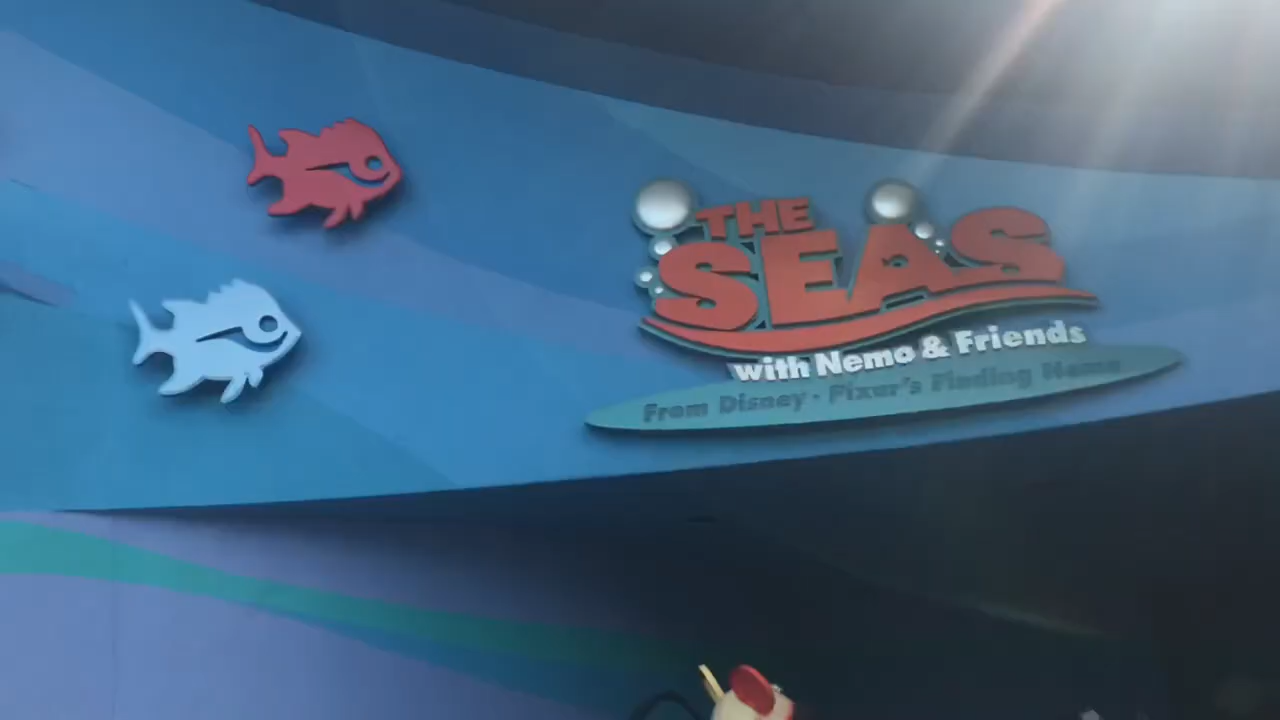 THE
SEAS
with Nemo & Friends
From Disney · Pixar's Finding Nemo